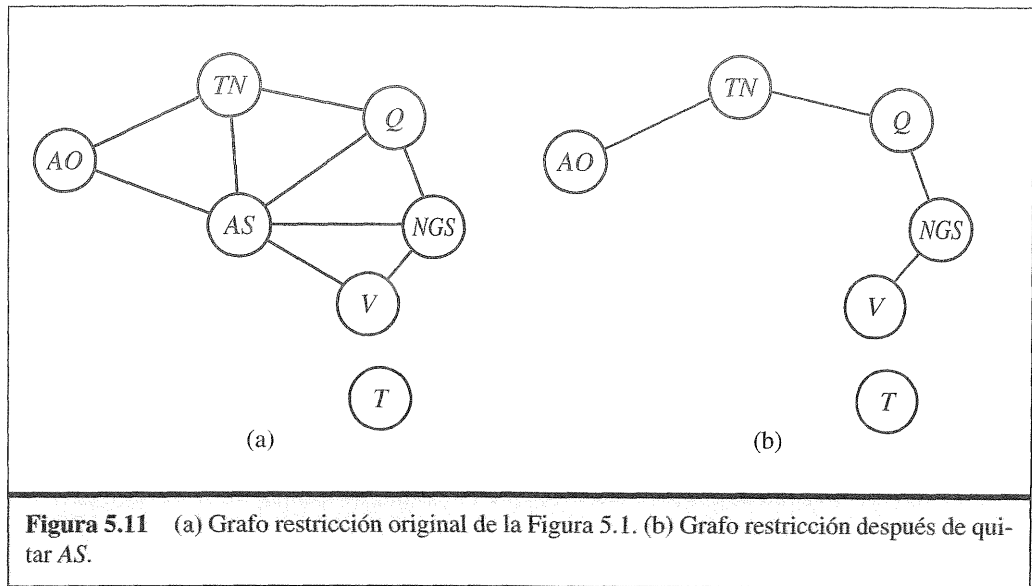 TN
Q
AO
AS
NGS
V
T
(a)
TN
Q
AO
NGS
V
T
(b)
Figura 5.11 (a) Grafo restricción original de la Figura 5.1. (b) Grafo restricción después de qui-
tar AS.